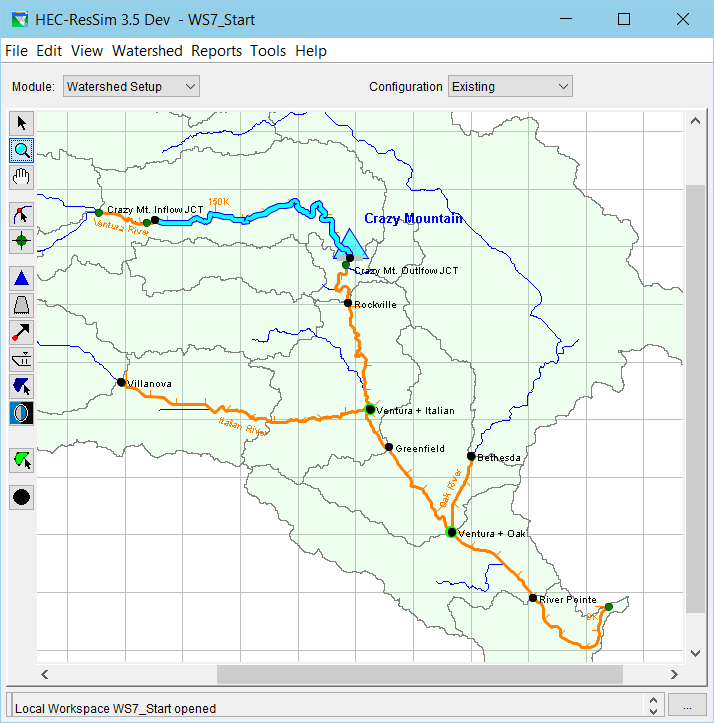 HEC-ResSim 3.5 Dev - WS7_Start
File Edit View Watershed Reports Tools Help
Module: Watershed Setup Configuration Existing
150K
Crazy Mt. Inflow JCT
Crazy Mountain
Ventura River
Crazy Mt. Outlfow JCT
Rockville
Villanova
Ventura + Italian
Italian River
Greenfield
Bethesda
Oak River
Ventura + Oak
River Pointe
0K
Local Workspace WS7_Start opened
...